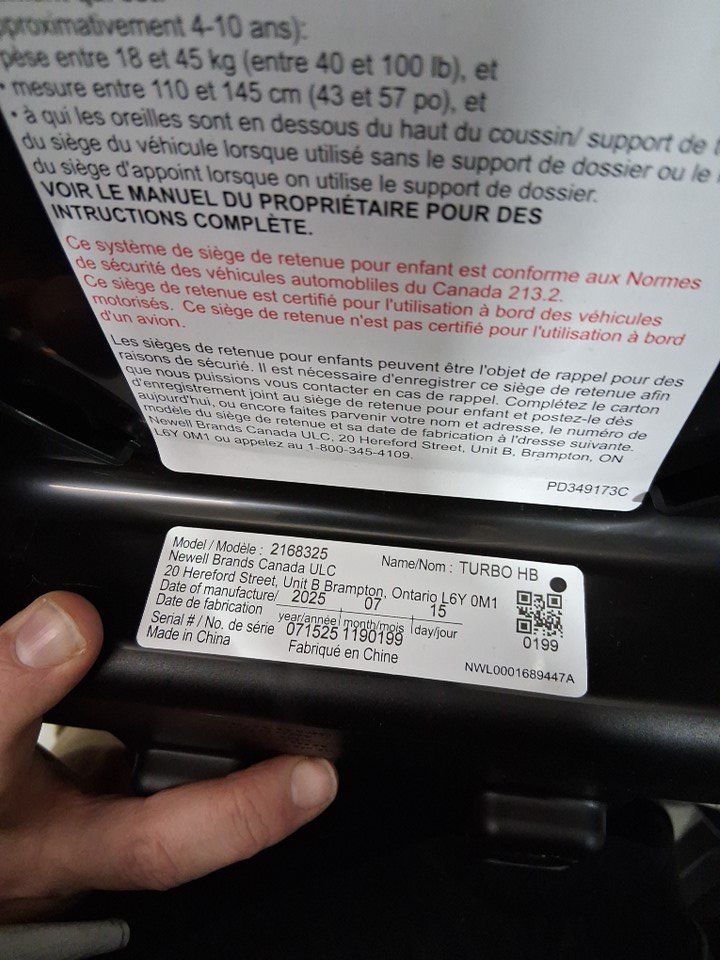 approximativement 4-10 ans):
pèse entre 18 et 45 kg (entre 40 et 100 lb), et
• mesure entre 110 et 145 cm (43 et 57 po), et
• à qui les oreilles sont en dessous du haut du coussin/ support de
du siège du véhicule lorsque utilisé sans le support de dossier ou le
du siège d'appoint lorsque on utilise le support de dossier.
VOIR LE MANUEL DU PROPRIÉTAIRE POUR DES
INTRUCTIONS COMPLÈTE.
Ce système de siège de retenue pour enfant est conforme aux Normes
de sécurité des véhicules automobliles du Canada 213.2.
Ce siège de retenue est certifié pour l'utilisation à bord des véhicules
motorisés. Ce siège de retenue n'est pas certifié pour l'utilisation à bord
d'un avion.
Les sièges de retenue pour enfants peuvent être l'objet de rappel pour des
raisons de sécurié. Il est nécessaire d'enregistrer ce siège de retenue afin
que nous puissions vous contacter en cas de rappel. Complétez le carton
d'enregistrement joint au siège de retenue pour enfant et postez-le dès
aujourd'hui, ou encore faites parvenir votre nom et adresse, le numéro de
modèle du siège de retenue et sa date de fabrication à l'dresse suivante.
Newell Brands Canada ULC, 20 Hereford Street, Unit B, Brampton, ON
L6Y 0M1 ou appelez au 1-800-345-4109.
PD349173C
Model / Modèle : 2168325 Name/Nom : TURBO HB
Newell Brands Canada ULC
20 Hereford Street, Unit B Brampton, Ontario L6Y 0M1
Date of manufacture/ 2025 07 15
Date de fabrication year/année month/mois day/jour
Serial # / No de série 071525 1190199
Made in China Fabriqué en Chine
0199
NWL0001689447A